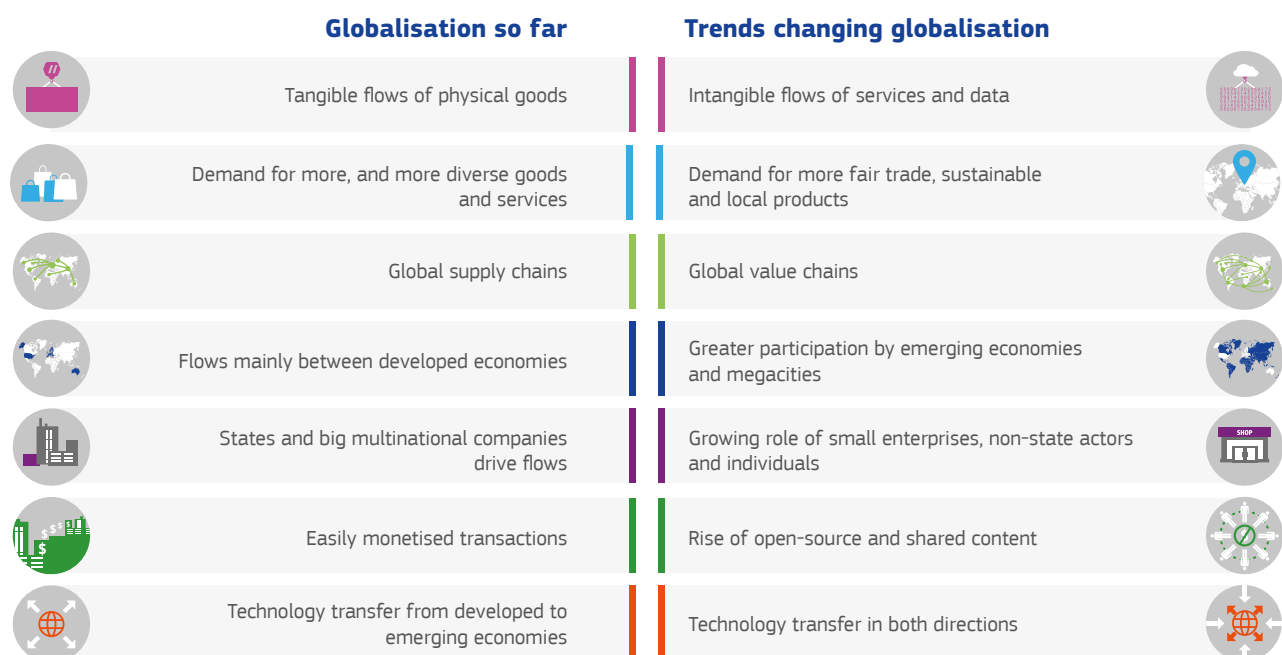 Globalisation so far
Trends changing globalisation
Tangible flows of physical goods
Intangible flows of services and data
Demand for more, and more diverse goods
and services
Demand for more fair trade, sustainable
and local products
Global supply chains
Global value chains
Flows mainly between developed economies
Greater participation by emerging economies
and megacities
States and big multinational companies
drive flows
Growing role of small enterprises, non-state actors
and individuals
SHOP
$ $ $ $ $
Easily monetised transactions
Rise of open-source and shared content
Technology transfer from developed to
emerging economies
Technology transfer in both directions